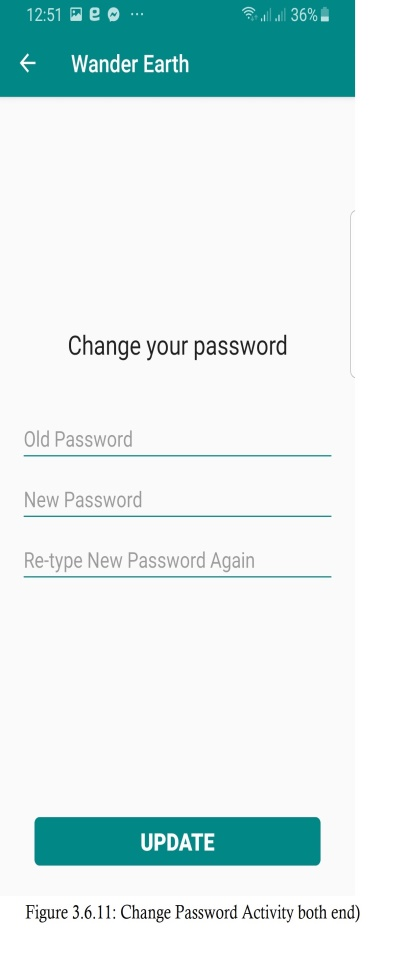 12:51 ... 36%
Wander Earth
Change your password
Old Password
New Password
Re-type New Password Again
UPDATE
Figure 3.6.11: Change Password Activity both end)